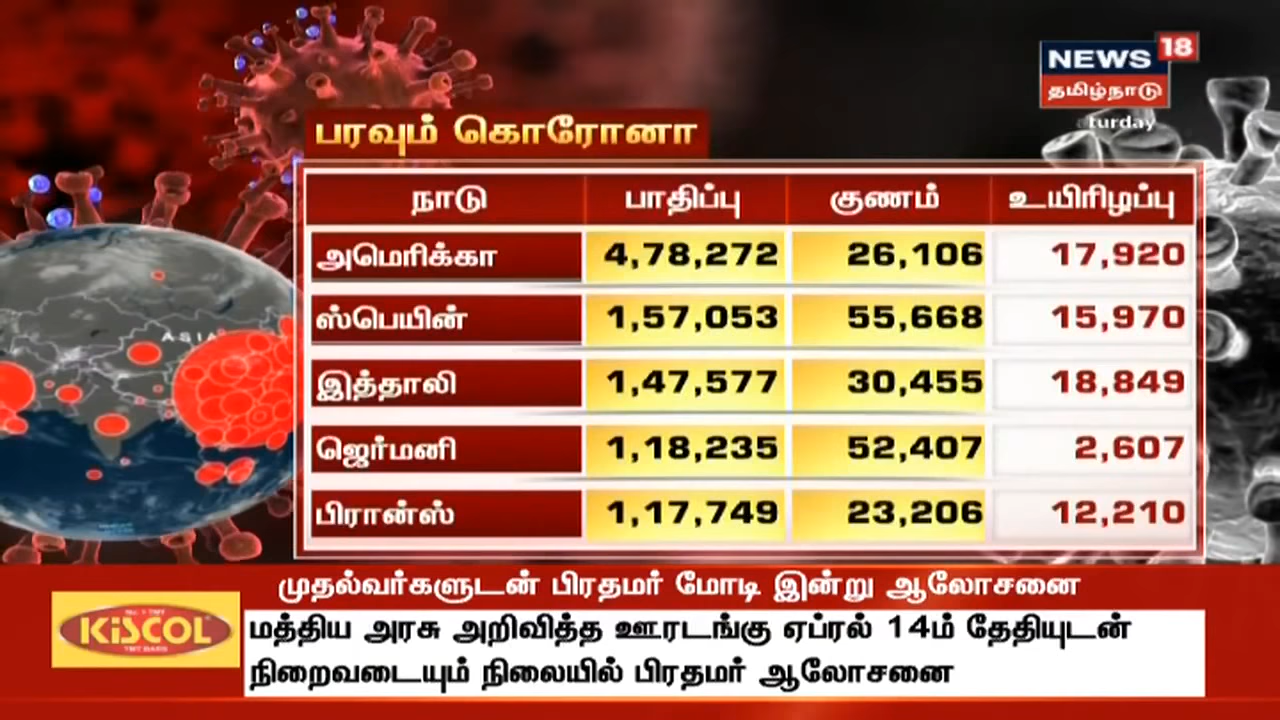 NEWS 18
தமிழ்நாடு
turday
பரவும் கொரோனா
நாடு பாதிப்பு குணம் உயிரிழப்பு
அமெரிக்கா 4,78,272 26,106 17,920
ஸ்பெயின் 1,57,053 55,668 15,970
ASIA
இத்தாலி 1,47,577 30,455 18,849
ஜெர்மனி 1,18,235 52,407 2,607
பிரான்ஸ் 1,17,749 23,206 12,210
முதல்வர்களுடன் பிரதமர் மோடி இன்று ஆலோசனை
KiSCOL
TMT BARS
மத்திய அரசு அறிவித்த ஊரடங்கு ஏப்ரல் 14ம் தேதியுடன்
நிறைவடையும் நிலையில் பிரதமர் ஆலோசனை